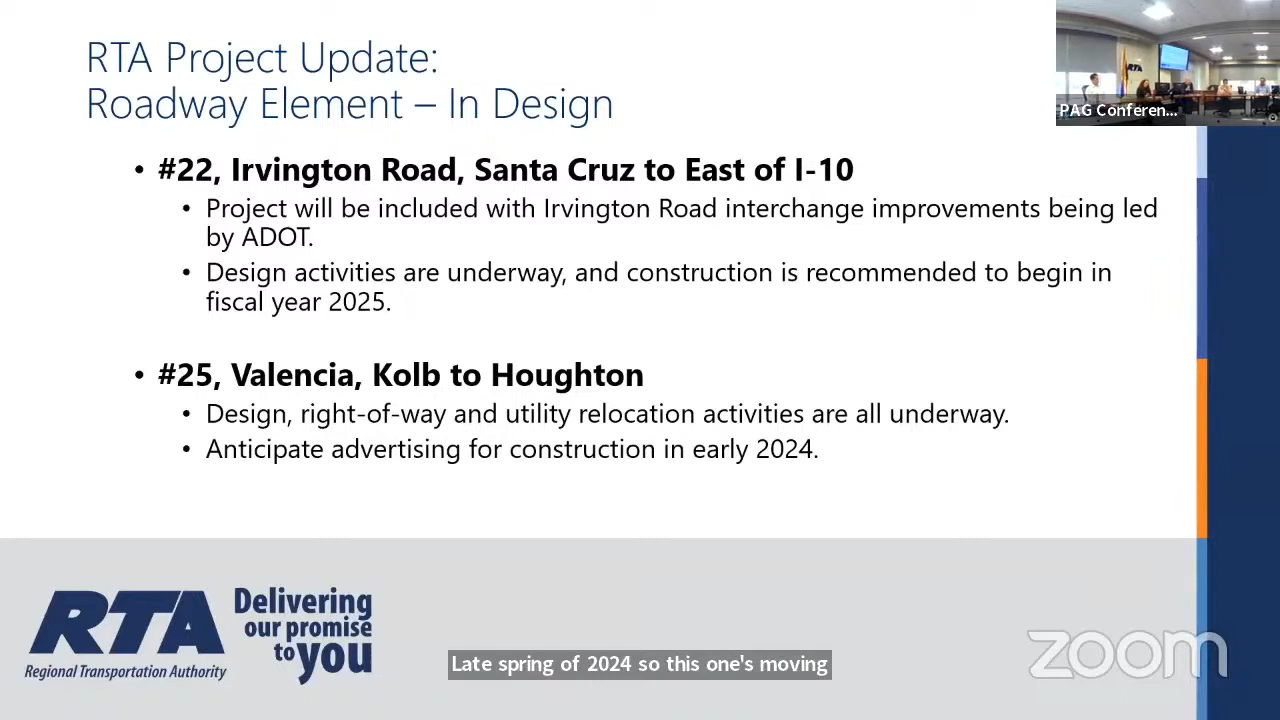 RTA Project Update:
Roadway Element – In Design
PAG Conferen...
RTA
• #22, Irvington Road, Santa Cruz to East of I-10
• Project will be included with Irvington Road interchange improvements being led
by ADOT.
• Design activities are underway, and construction is recommended to begin in
fiscal year 2025.
• #25, Valencia, Kolb to Houghton
• Design, right-of-way and utility relocation activities are all underway.
• Anticipate advertising for construction in early 2024.
RTA
Regional Transportation Authority
Delivering
our promise
to you
Late spring of 2024 so this one's moving
zoom